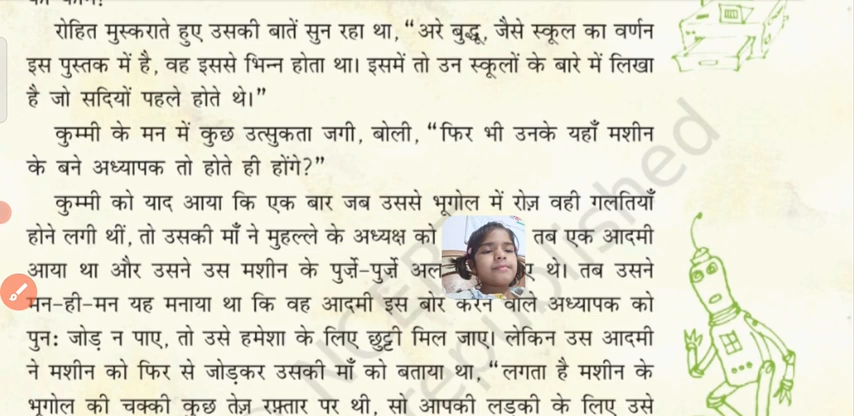 रोहित मुस्कराते हुए उसकी बातें सुन रहा था, “अरे बुद्धू, जैसे स्कूल का वर्णन
इस पुस्तक में है, वह इससे भिन्न होता था। इसमें तो उन स्कूलों के बारे में लिखा
है जो सदियों पहले होते थे।”
कुम्मी के मन में कुछ उत्सुकता जगी, बोली, “फिर भी उनके यहाँ मशीन
के बने अध्यापक तो होते ही होंगे?”
कुम्मी को याद आया कि एक बार जब उससे भूगोल में रोज़ वही गलतियाँ
होने लगी थीं, तो उसकी माँ ने मुहल्ले के अध्यक्ष को तब एक आदमी
आया था और उसने उस मशीन के पुर्ज़े-पुर्ज़े थे। तब उसने
मन-ही-मन यह मनाया था कि वह आदमी इस बोर करने वाले अध्यापक को
पुन: जोड़ न पाए, तो उसे हमेशा के लिए छुट्टी मिल जाए। लेकिन उस आदमी
ने मशीन को फिर से जोड़कर उसकी माँ को बताया था, “लगता है मशीन के
भूगोल की चक्की कुछ तेज़ रफ़्तार पर थी, सो आपकी लड़की के लिए उसे
republished